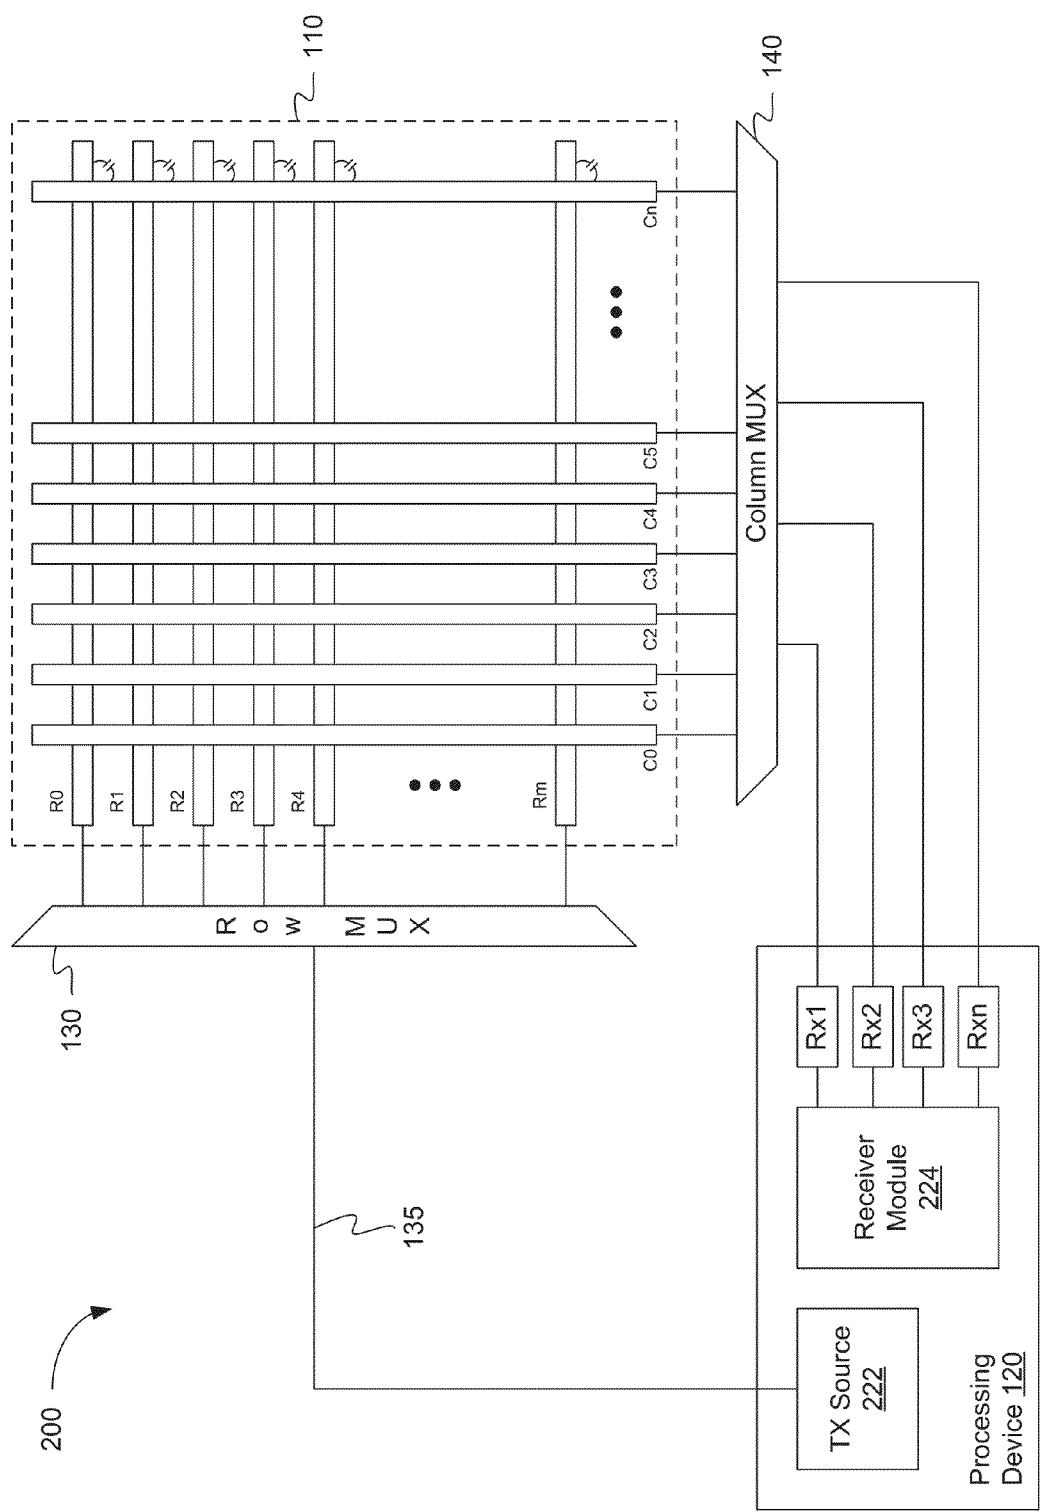 200
110
R0
R1
R2
R3
R4
Rm
C0
C1
C2
C3
C4
C5
Cn
130
Row MUX
140
Column MUX
135
Rx1
Rx2
Rx3
Rxn
TX Source
222
Receiver
Module
224
Processing
Device 120